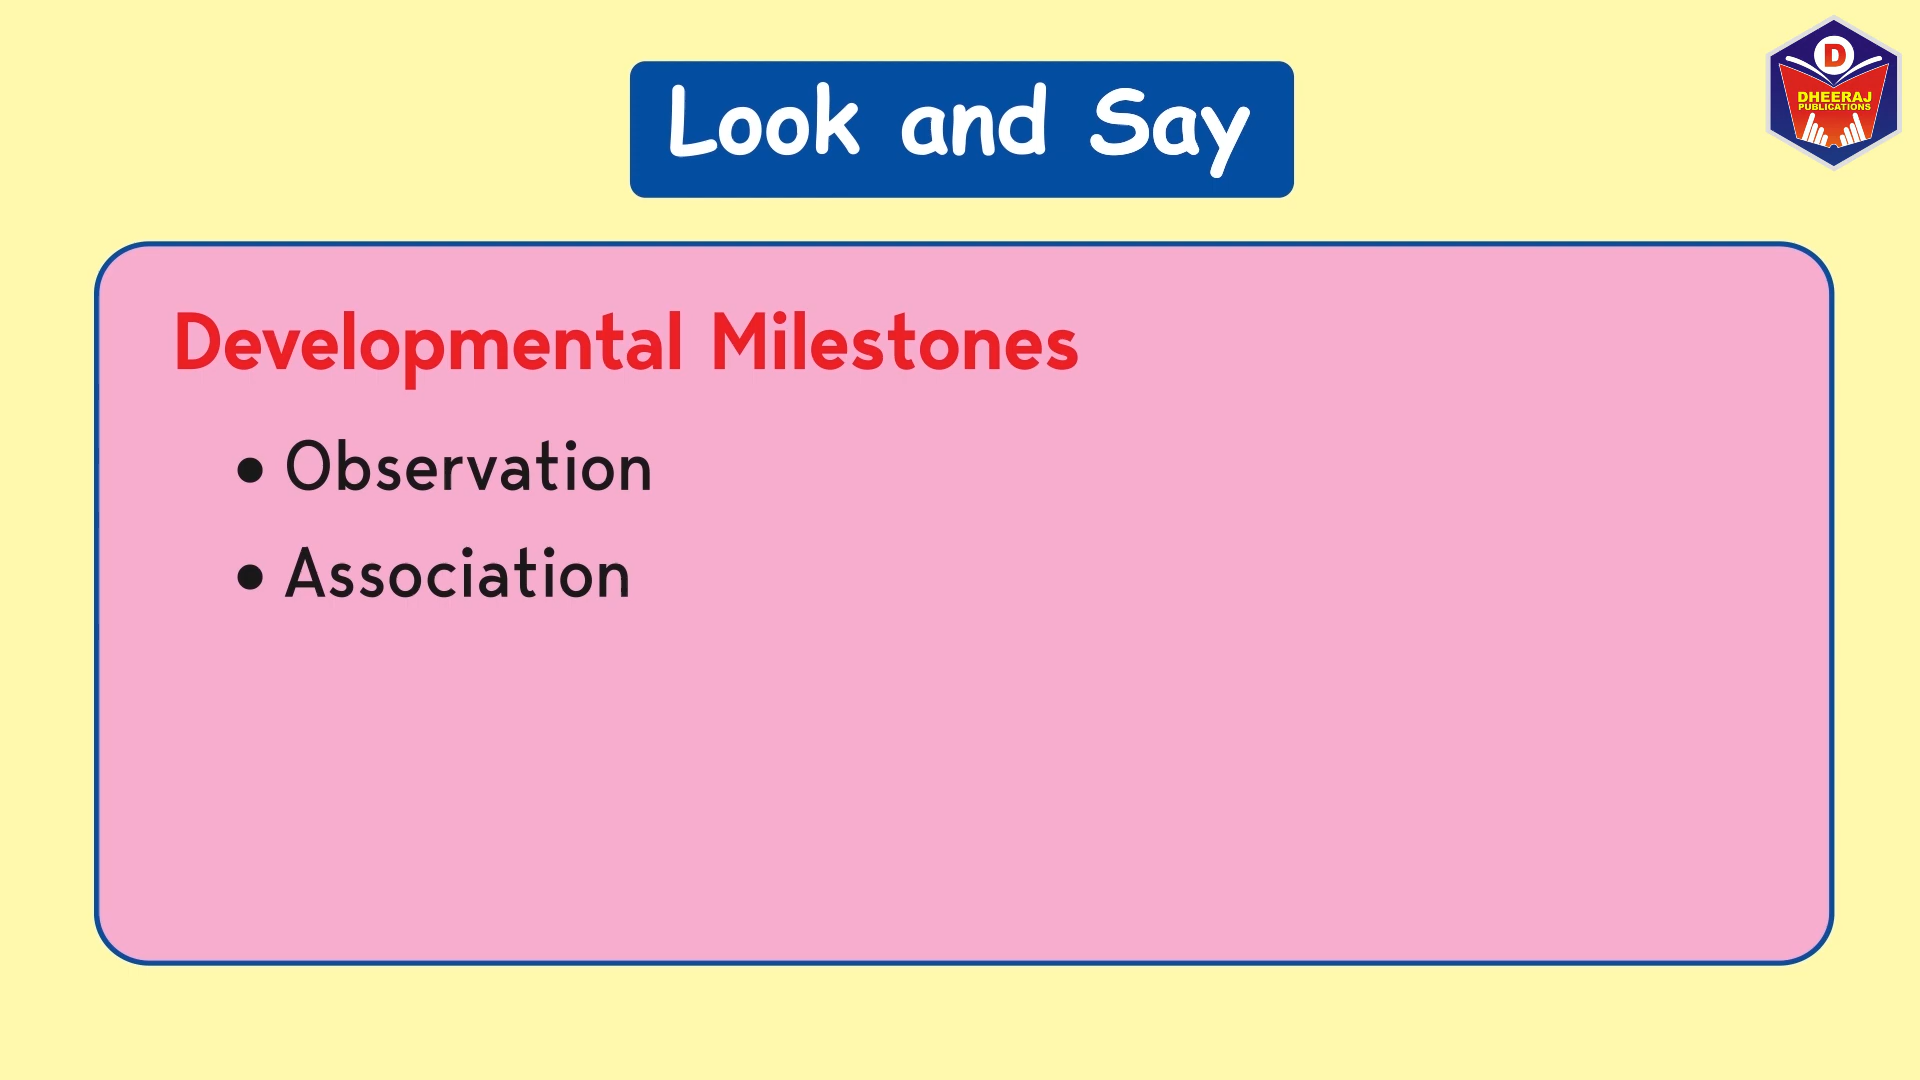 Look and Say
D
DHEERAJ
PUBLICATIONS
Developmental Milestones
• Observation
• Association